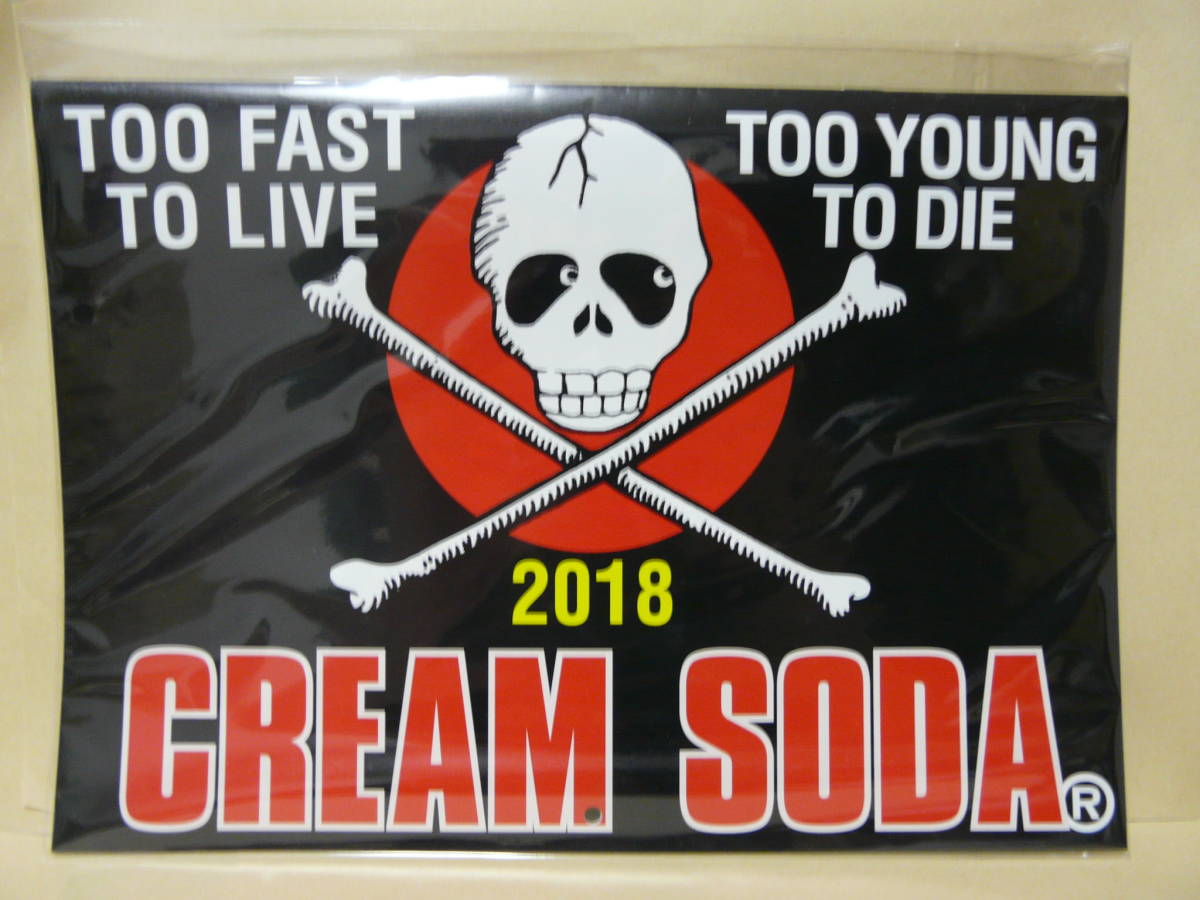 TOO FAST
TO LIVE
TOO YOUNG
TO DIE
2018
CREAM SODA®